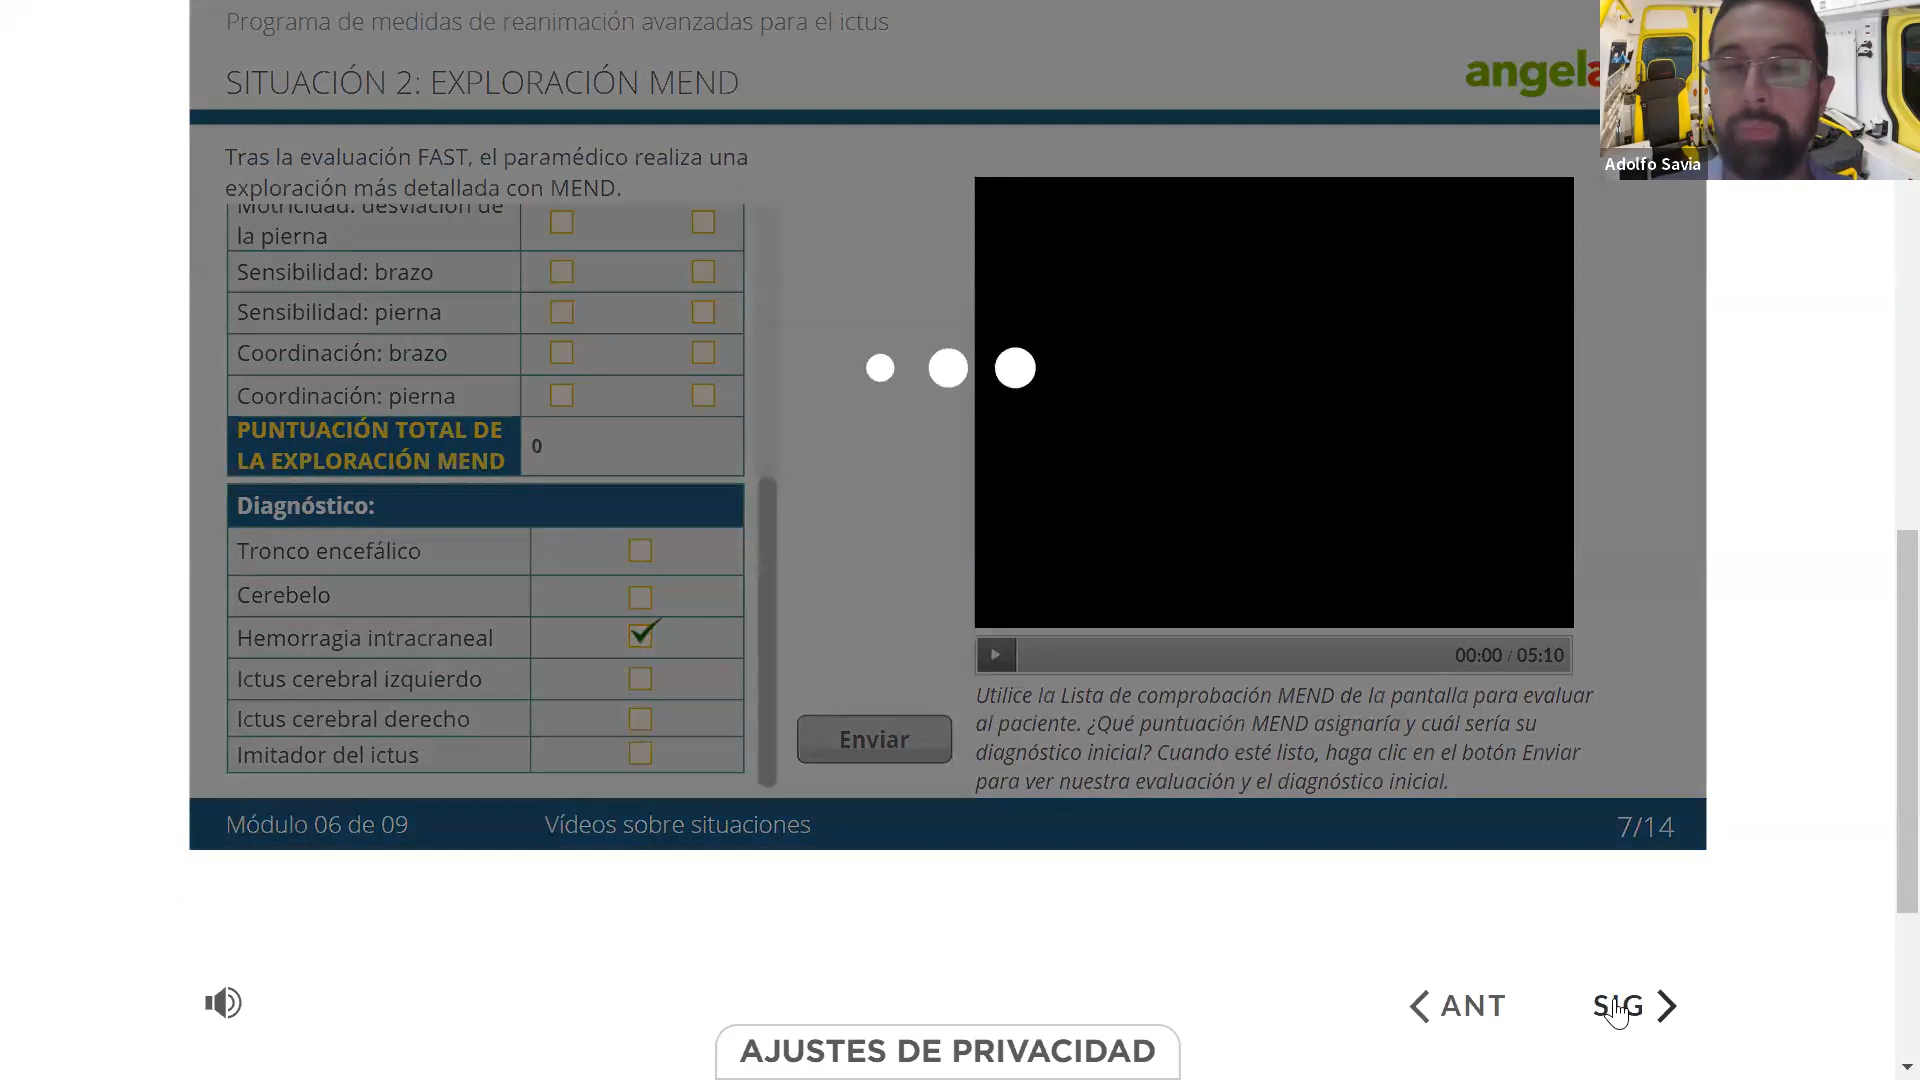 Programa de medidas de reanimación avanzadas para el ictus
SITUACIÓN 2: EXPLORACIÓN MEND
angel
Adolfo Savia
Tras la evaluación FAST, el paramédico realiza una
exploración más detallada con MEND.
Motricidad: desviación de
la pierna
Sensibilidad: brazo
Sensibilidad: pierna
Coordinación: brazo
Coordinación: pierna
PUNTUACIÓN TOTAL DE
LA EXPLORACIÓN MEND
0
Diagnóstico:
Tronco encefálico
Cerebelo
Hemorragia intracraneal
Ictus cerebral izquierdo
Ictus cerebral derecho
Imitador del ictus
Enviar
00:00 / 05:10
Utilice la Lista de comprobación MEND de la pantalla para evaluar
al paciente. ¿Qué puntuación MEND asignaría y cuál sería su
diagnóstico inicial? Cuando esté listo, haga clic en el botón Enviar
para ver nuestra evaluación y el diagnóstico inicial.
Módulo 06 de 09
Vídeos sobre situaciones
7/14
ANT
SIG
AJUSTES DE PRIVACIDAD